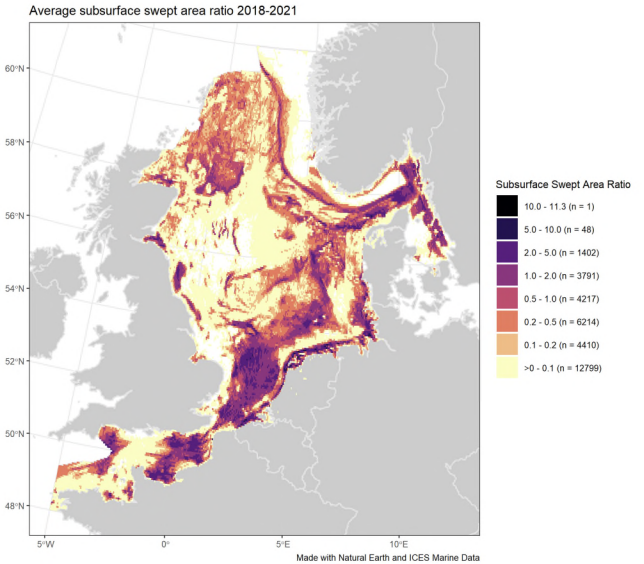 Average subsurface swept area ratio 2018-2021
60°N
58°N
56°N
54°N
52°N
50°N
48°N
5°W
0°
5°E
10°E
Subsurface Swept Area Ratio
10.0 - 11.3 (n = 1)
5.0 - 10.0 (n = 48)
2.0 - 5.0 (n = 1402)
1.0 - 2.0 (n = 3791)
0.5 - 1.0 (n = 4217)
0.2 - 0.5 (n = 6214)
0.1 - 0.2 (n = 4410)
>0 - 0.1 (n = 12799)
Made with Natural Earth and ICES Marine Data